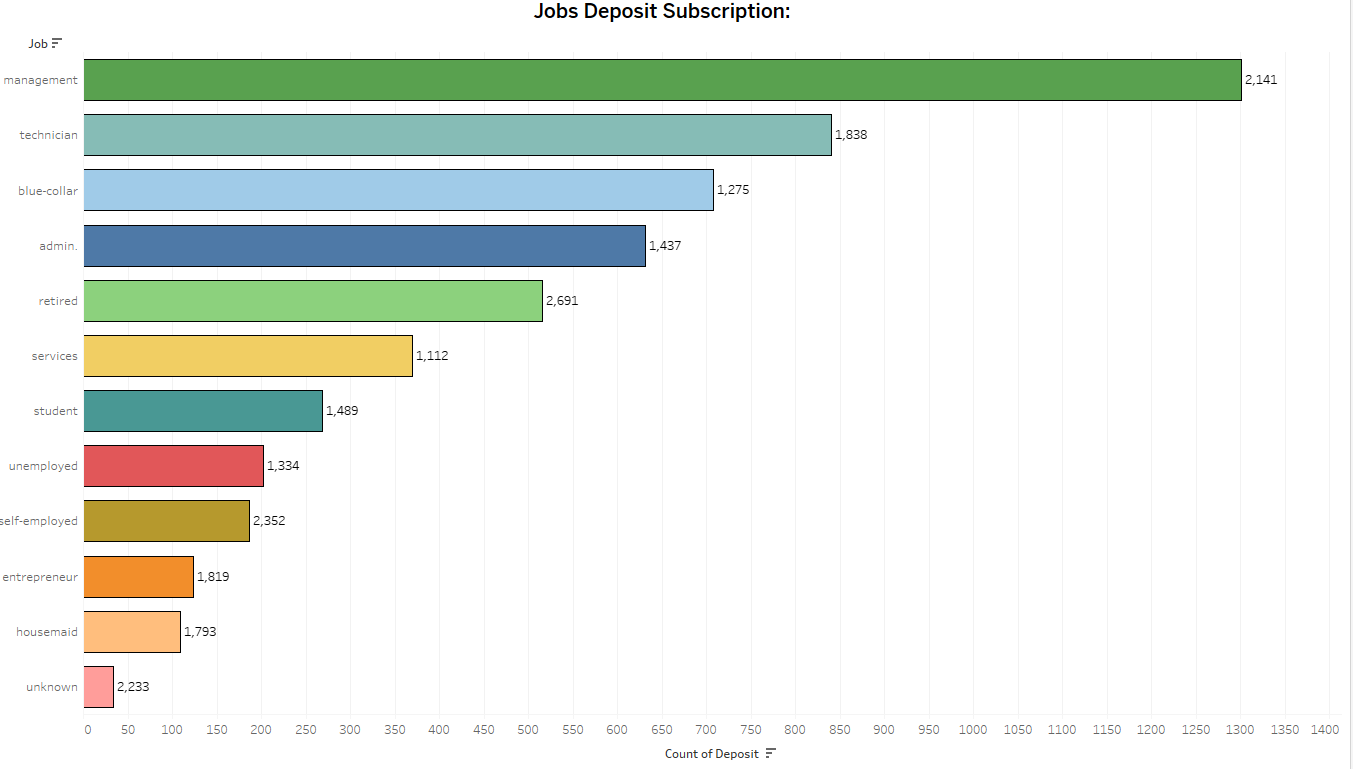 Jobs Deposit Subscription:
Job
management 2,141
technician 1,838
blue-collar 1,275
admin. 1,437
retired 2,691
services 1,112
student 1,489
unemployed 1,334
self-employed 2,352
entrepreneur 1,819
housemaid 1,793
unknown 2,233
0 50 100 150 200 250 300 350 400 450 500 550 600 650 700 750 800 850 900 950 1000 1050 1100 1150 1200 1250 1300 1350 1400
Count of Deposit